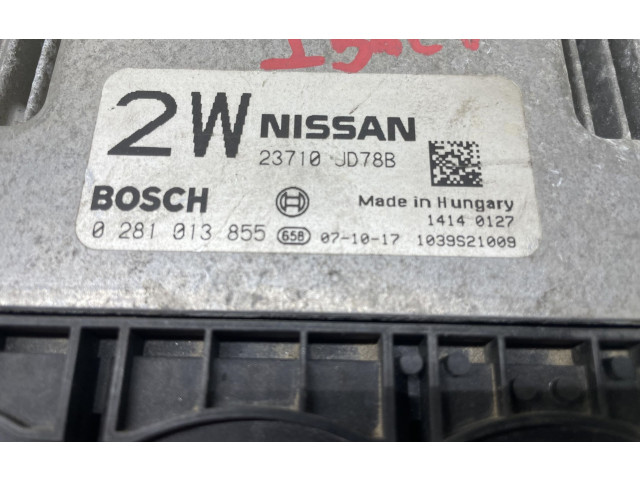 2W NISSAN
23710 JD78B
BOSCH
Made in Hungary
1414 0127
0 281 013 855 658 07-10-17 1039S21009